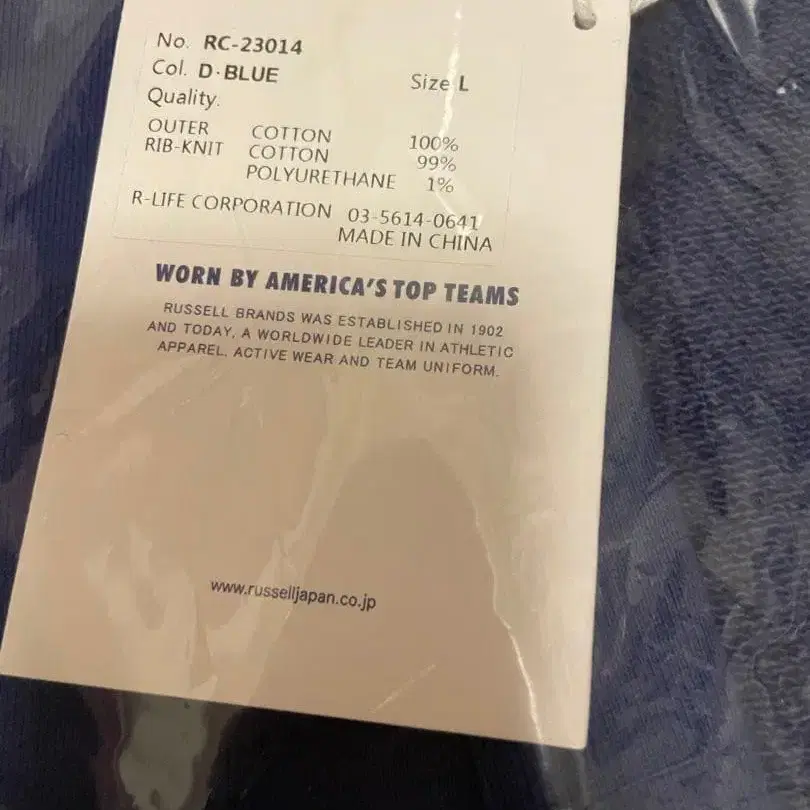 No. RC-23014
Col. D·BLUE Size L
Quality.
OUTER COTTON 100%
RIB-KNIT COTTON 99%
POLYURETHANE 1%
R-LIFE CORPORATION 03-5614-0641
MADE IN CHINA
WORN BY AMERICA'S TOP TEAMS
RUSSELL BRANDS WAS ESTABLISHED IN 1902
AND TODAY, A WORLDWIDE LEADER IN ATHLETIC
APPAREL, ACTIVE WEAR AND TEAM UNIFORM.
www.russelljapan.co.jp